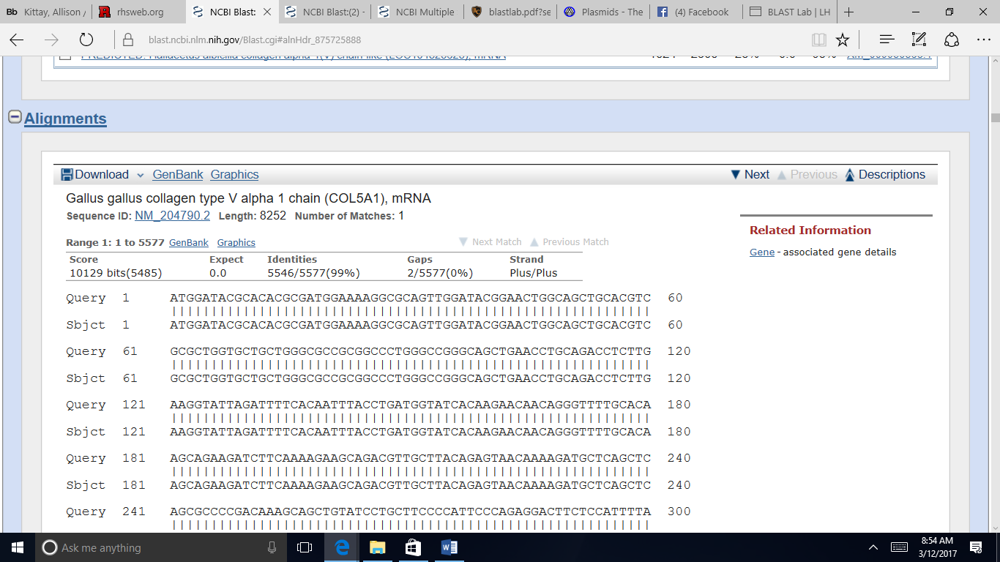 Bb Kittay, Allison /
rhsweb.org
NCBI Blast:
NCBI Blast:(2) -
NCBI Multiple
blastlab.pdf?se
Plasmids - The
(4) Facebook
BLAST Lab | LH
blast.ncbi.nlm.nih.gov/Blast.cgi#alnHdr_875725888
Alignments
Download GenBank Graphics Next Previous Descriptions
Gallus gallus collagen type V alpha 1 chain (COL5A1), mRNA
Sequence ID: NM_204790.2 Length: 8252 Number of Matches: 1
Related Information
Gene - associated gene details
Range 1: 1 to 5577 GenBank Graphics Next Match Previous Match
Score Expect Identities Gaps Strand
10129 bits(5485) 0.0 5546/5577(99%) 2/5577(0%) Plus/Plus
Query 1 ATGGATACGCACACGCGATGGAAAAGGCGCAGTTGGATACGGAACTGGCAGCTGCACGTC 60
Sbjct 1 ATGGATACGCACACGCGATGGAAAAGGCGCAGTTGGATACGGAACTGGCAGCTGCACGTC 60
Query 61 GCGCTGGTGCTGCTGGGCGCCGCGGCCCTGGGCCGGGCAGCTGAACCTGCAGACCTCTTG 120
Sbjct 61 GCGCTGGTGCTGCTGGGCGCCGCGGCCCTGGGCCGGGCAGCTGAACCTGCAGACCTCTTG 120
Query 121 AAGGTATTAGATTTTCACAATTTACCTGATGGTATCACAAGAACAACAGGGTTTTGCACA 180
Sbjct 121 AAGGTATTAGATTTTCACAATTTACCTGATGGTATCACAAGAACAACAGGGTTTTGCACA 180
Query 181 AGCAGAAGATCTTCAAAAGAAGCAGACGTTGCTTACAGAGTAACAAAAGATGCTCAGCTC 240
Sbjct 181 AGCAGAAGATCTTCAAAAGAAGCAGACGTTGCTTACAGAGTAACAAAAGATGCTCAGCTC 240
Query 241 AGCGCCCCGACAAAGCAGCTGTATCCTGCTTCCCCATTCCCAGAGGACTTCTCCATTTTA 300
Ask me anything
8:54 AM
3/12/2017